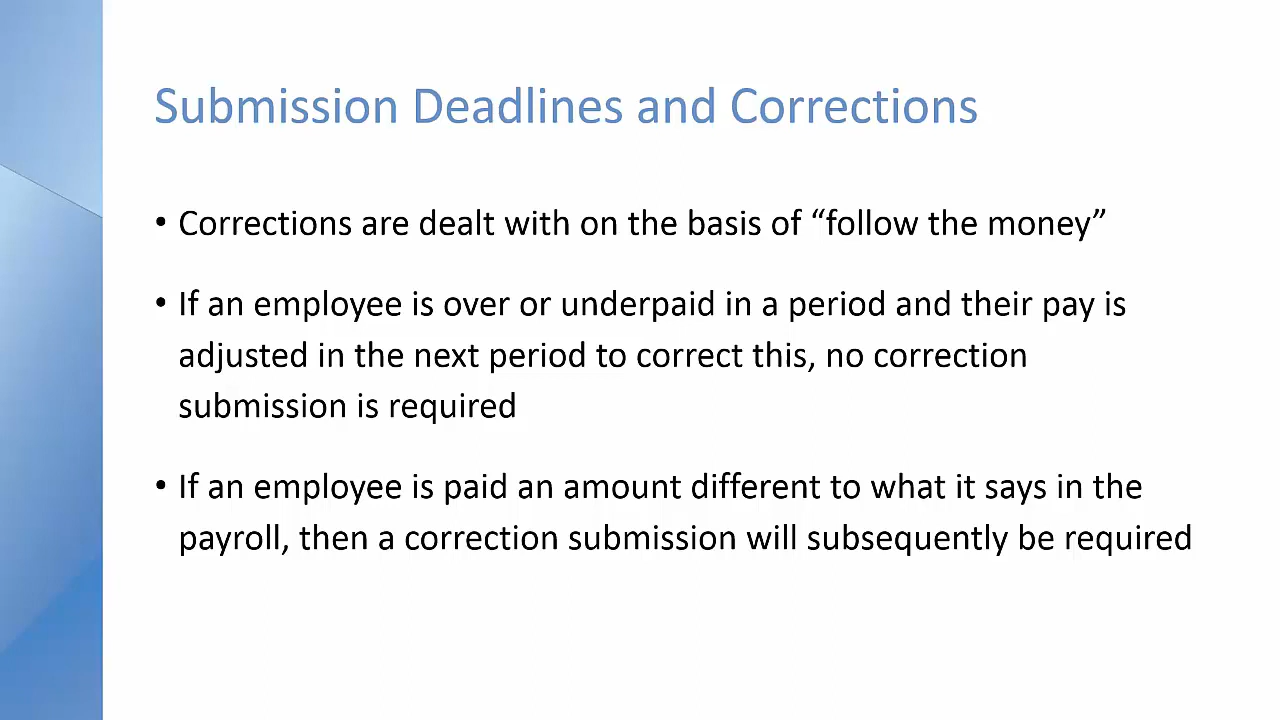 Submission Deadlines and Corrections
• Corrections are dealt with on the basis of “follow the money”
• If an employee is over or underpaid in a period and their pay is
adjusted in the next period to correct this, no correction
submission is required
• If an employee is paid an amount different to what it says in the
payroll, then a correction submission will subsequently be required